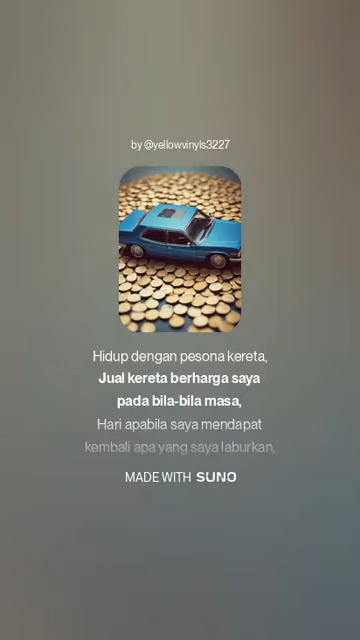 by @yellowvinyls3227
Hidup dengan pesona kereta,
Jual kereta berharga saya
pada bila-bila masa,
Hari apabila saya mendapat
kembali apa yang saya laburkan,
MADE WITH SUNO